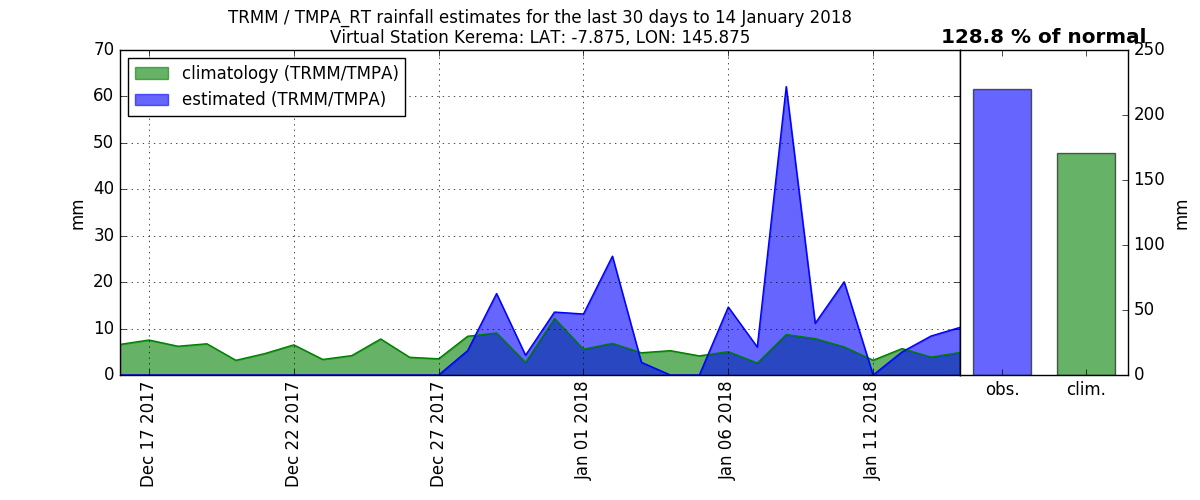 TRMM / TMPA_RT rainfall estimates for the last 30 days to 14 January 2018
Virtual Station Kerema: LAT: -7.875, LON: 145.875
128.8 % of normal
climatology (TRMM/TMPA)
estimated (TRMM/TMPA)
70
60
50
40
30
20
10
0
mm
Dec 17 2017
Dec 22 2017
Dec 27 2017
Jan 01 2018
Jan 06 2018
Jan 11 2018
obs.
clim.
250
200
150
100
50
0
mm